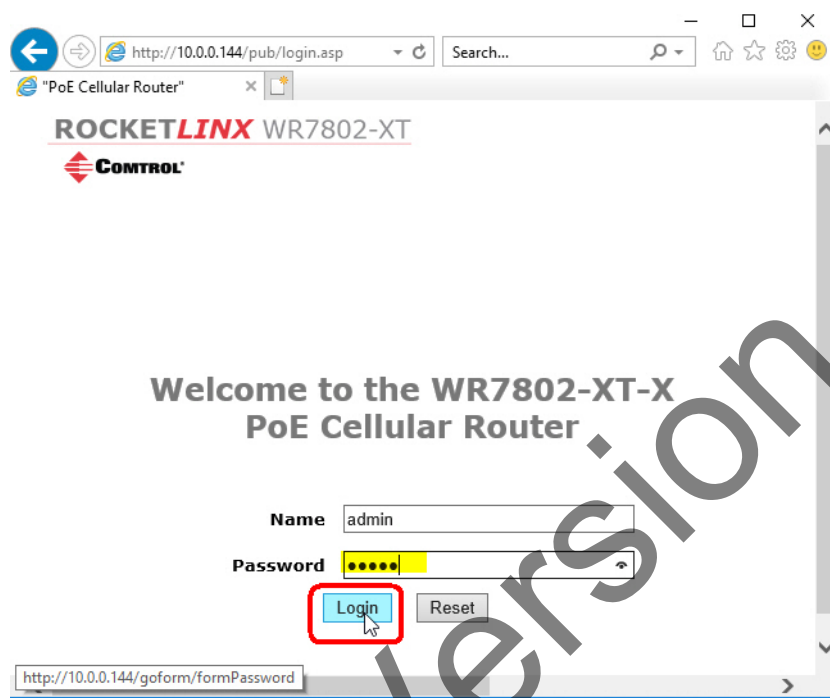 http://10.0.0.144/pub/login.asp
Search...
"PoE Cellular Router"
ROCKETLINX WR7802-XT
COMTROL
Welcome to the WR7802-XT-X
PoE Cellular Router
Name admin
Password •••••
Login Reset
http://10.0.0.144/goform/formPassword
Version